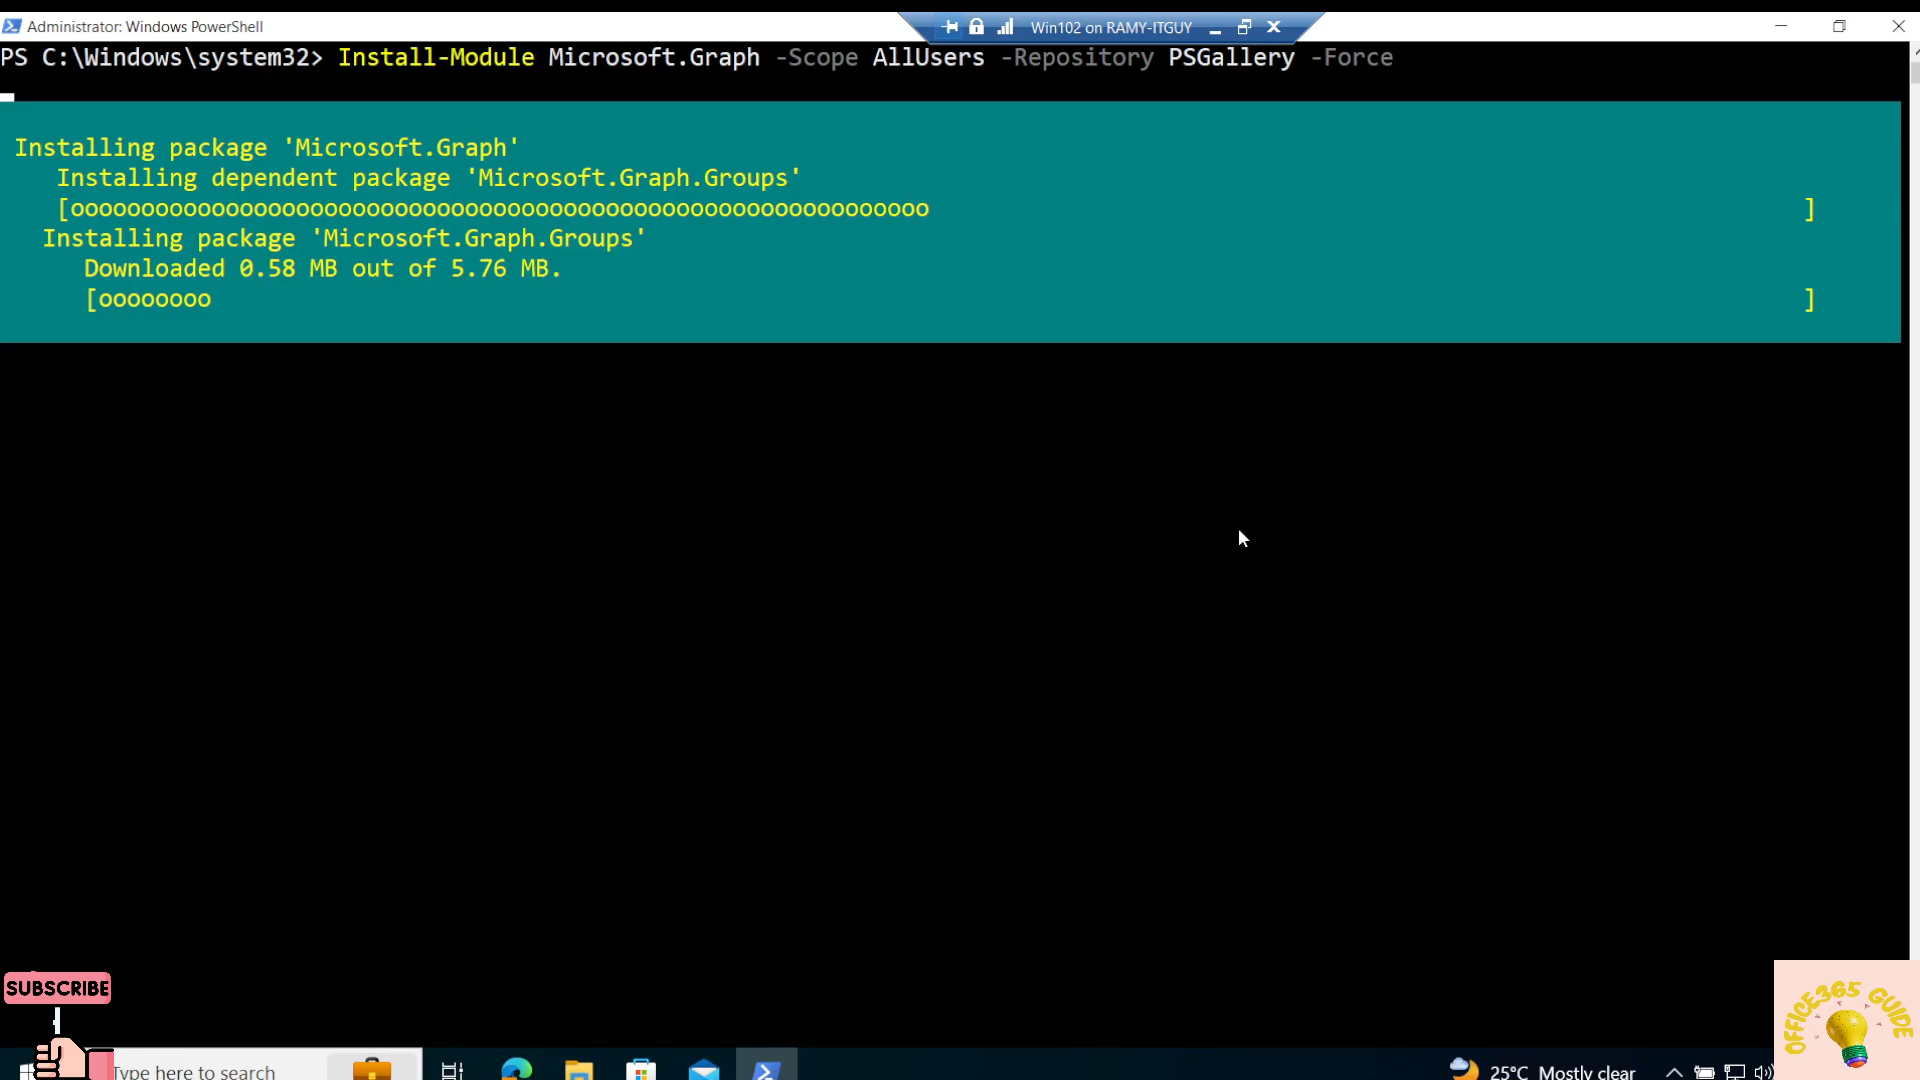 Administrator: Windows PowerShell
Win102 on RAMY-ITGUY
PS C:\Windows\system32> Install-Module Microsoft.Graph -Scope AllUsers -Repository PSGallery -Force
Installing package 'Microsoft.Graph'
Installing dependent package 'Microsoft.Graph.Groups'
[ooooooooooooooooooooooooooooooooooooooooooooooooooooooooooooo ]
Installing package 'Microsoft.Graph.Groups'
Downloaded 0.58 MB out of 5.76 MB.
[oooooooo ]
SUBSCRIBE
OFFICE365 GUIDE
Type here to search
25°C Mostly clear